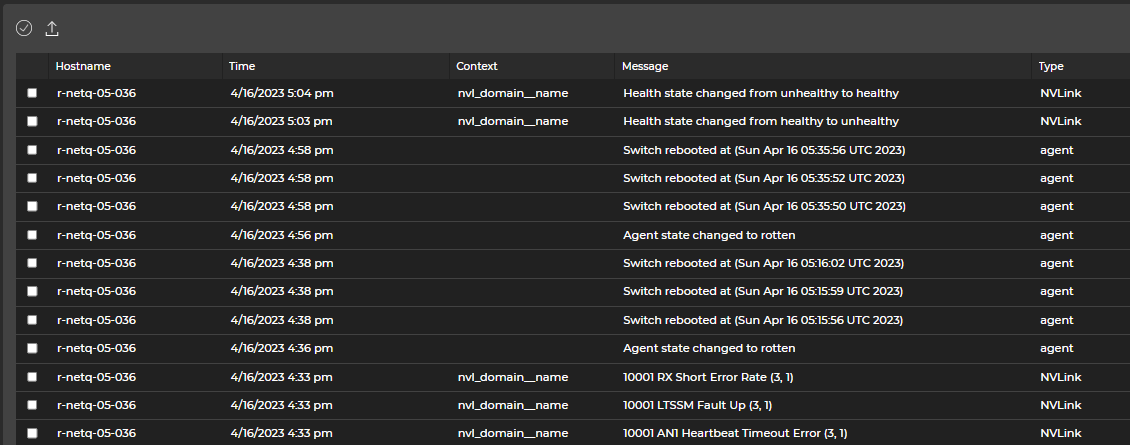 Hostname Time Context Message Type
r-netq-05-036 4/16/2023 5:04 pm nvl_domain__name Health state changed from unhealthy to healthy NVLink
r-netq-05-036 4/16/2023 5:03 pm nvl_domain__name Health state changed from healthy to unhealthy NVLink
r-netq-05-036 4/16/2023 4:58 pm Switch rebooted at (Sun Apr 16 05:35:56 UTC 2023) agent
r-netq-05-036 4/16/2023 4:58 pm Switch rebooted at (Sun Apr 16 05:35:52 UTC 2023) agent
r-netq-05-036 4/16/2023 4:58 pm Switch rebooted at (Sun Apr 16 05:35:50 UTC 2023) agent
r-netq-05-036 4/16/2023 4:56 pm Agent state changed to rotten agent
r-netq-05-036 4/16/2023 4:38 pm Switch rebooted at (Sun Apr 16 05:16:02 UTC 2023) agent
r-netq-05-036 4/16/2023 4:38 pm Switch rebooted at (Sun Apr 16 05:15:59 UTC 2023) agent
r-netq-05-036 4/16/2023 4:38 pm Switch rebooted at (Sun Apr 16 05:15:56 UTC 2023) agent
r-netq-05-036 4/16/2023 4:36 pm Agent state changed to rotten agent
r-netq-05-036 4/16/2023 4:33 pm nvl_domain__name 10001 RX Short Error Rate (3, 1) NVLink
r-netq-05-036 4/16/2023 4:33 pm nvl_domain__name 10001 LTSSM Fault Up (3, 1) NVLink
r-netq-05-036 4/16/2023 4:33 pm nvl_domain__name 10001 AN1 Heartbeat Timeout Error (3, 1) NVLink